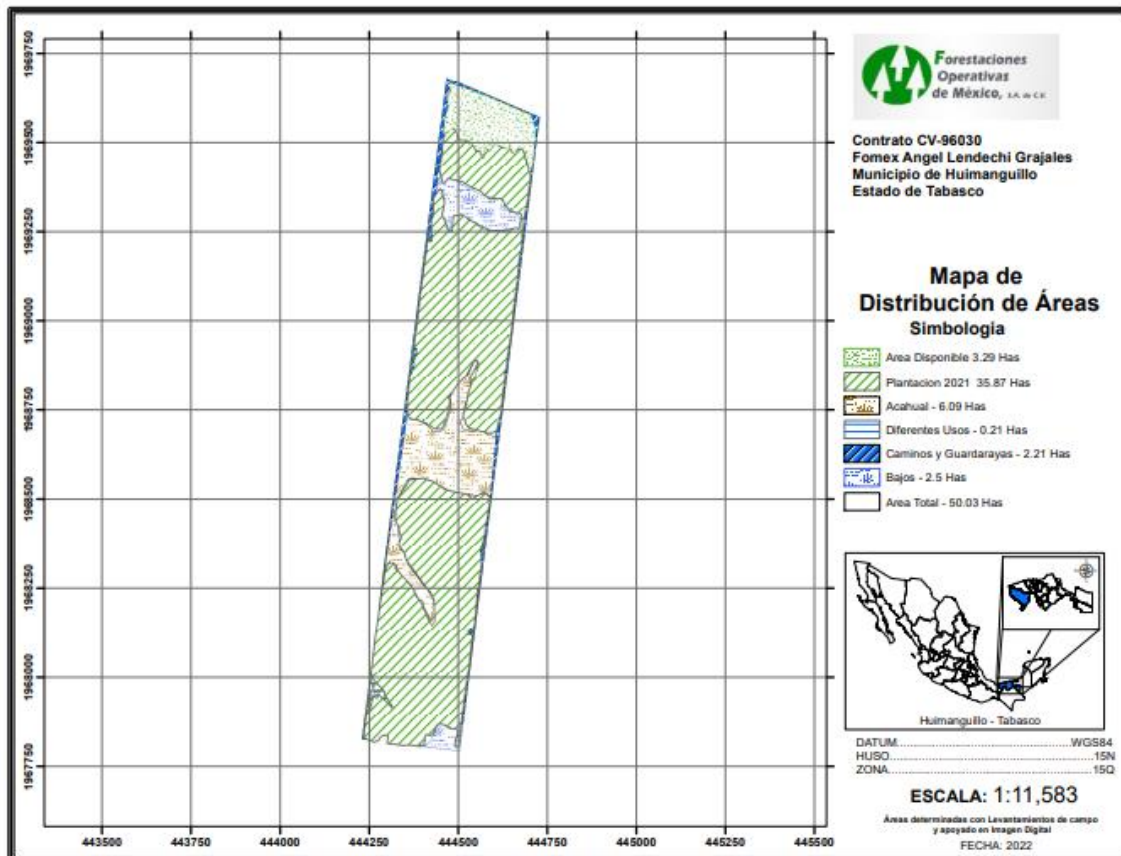 Forestaciones
Operativas
de México, S.A. de C.V.
Contrato CV-96030
Fomex Angel Lendechi Grajales
Municipio de Huimanguillo
Estado de Tabasco
Mapa de
Distribución de Áreas
Simbologia
Area Disponible 3.29 Has
Plantacion 2021 35.87 Has
Acahual - 6.09 Has
Diferentes Usos - 0.21 Has
Caminos y Guardarayas - 2.21 Has
Bajos - 2.5 Has
Area Total - 50.03 Has
Huimanguillo - Tabasco
DATUM WGS84
HUSO 15N
ZONA 15Q
ESCALA: 1:11,583
Áreas determinadas con Levantamientos de campo
y apoyado en Imagen Digital
FECHA: 2022
1969750
1969500
1969250
1969000
1968750
1968500
1968250
1968000
1967750
443500 443750 444000 444250 444500 444750 445000 445250 445500